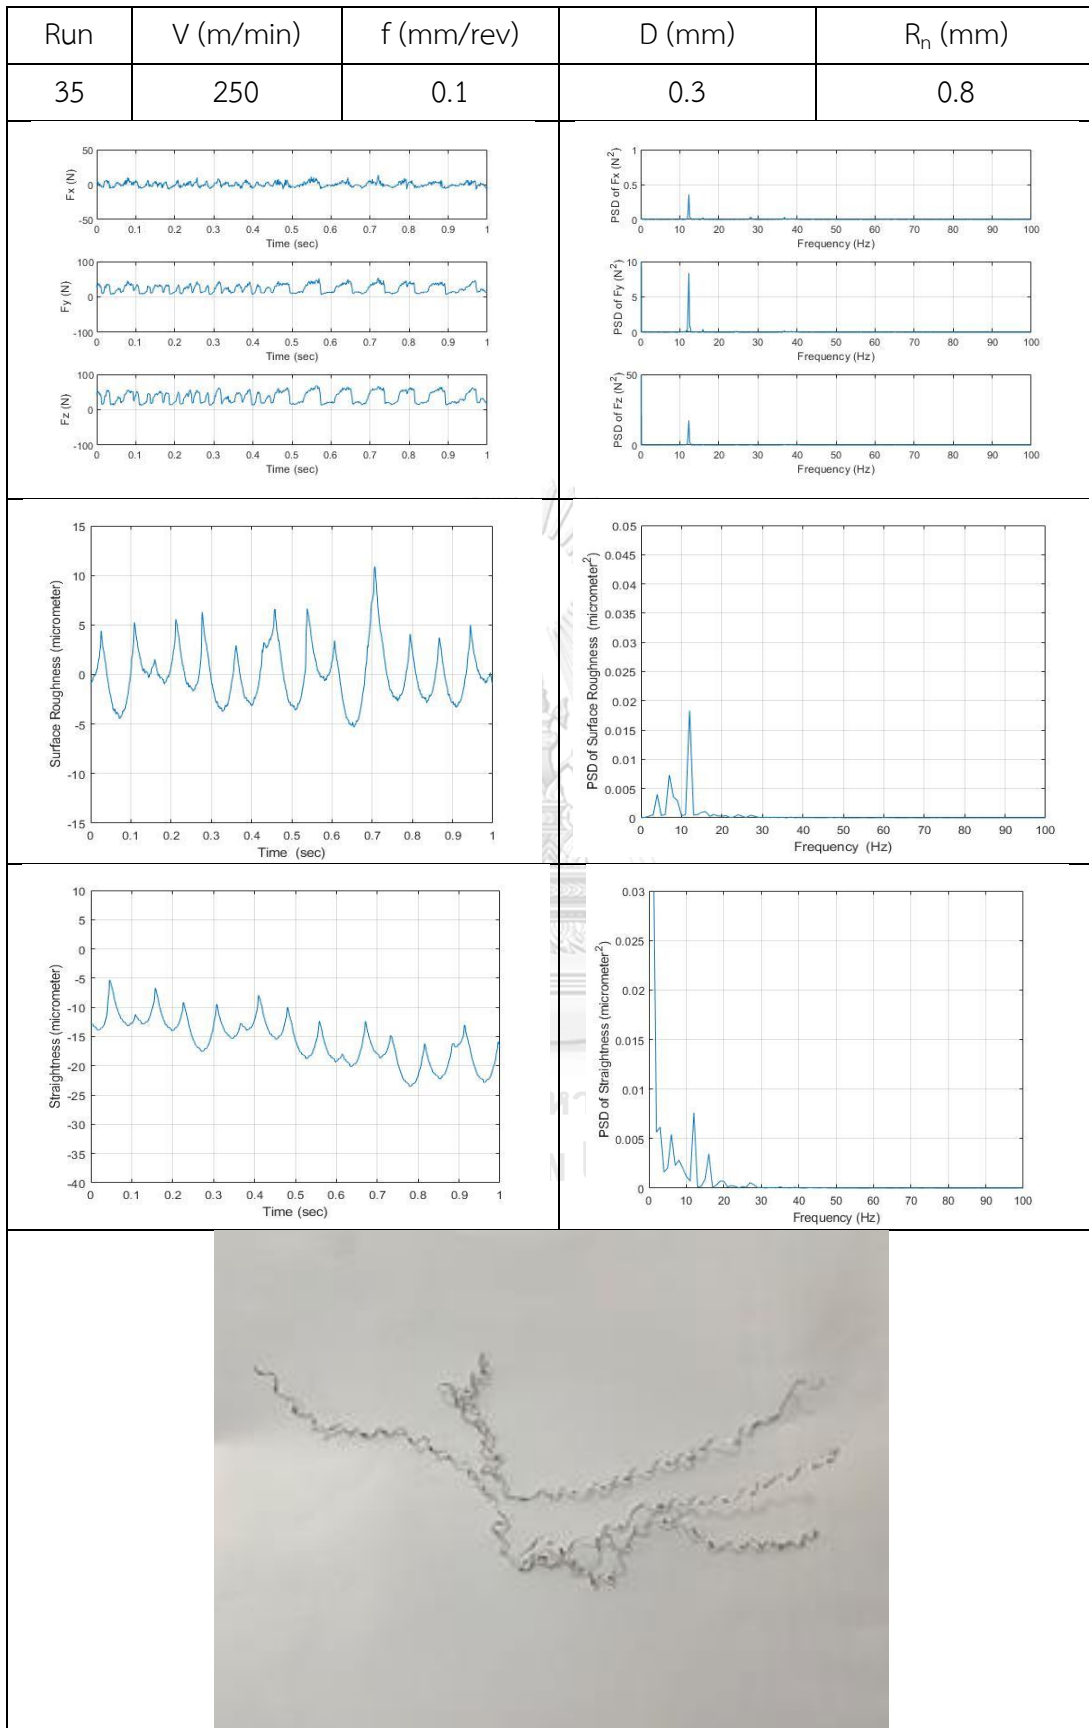 Run V (m/min) f (mm/rev) D (mm) Rn (mm)
35 250 0.1 0.3 0.8
50
0
-50
Fx (N)
0 0.1 0.2 0.3 0.4 0.5 0.6 0.7 0.8 0.9 1
Time (sec)
100
0
-100
Fy (N)
0 0.1 0.2 0.3 0.4 0.5 0.6 0.7 0.8 0.9 1
Time (sec)
100
0
-100
Fz (N)
0 0.1 0.2 0.3 0.4 0.5 0.6 0.7 0.8 0.9 1
Time (sec)
1
0.5
0
PSD of Fx (N2)
0 10 20 30 40 50 60 70 80 90 100
Frequency (Hz)
10
5
0
PSD of Fy (N2)
0 10 20 30 40 50 60 70 80 90 100
Frequency (Hz)
50
0
PSD of Fz (N2)
0 10 20 30 40 50 60 70 80 90 100
Frequency (Hz)
15
10
5
0
-5
-10
-15
Surface Roughness (micrometer)
0 0.1 0.2 0.3 0.4 0.5 0.6 0.7 0.8 0.9 1
Time (sec)
0.05
0.045
0.04
0.035
0.03
0.025
0.02
0.015
0.01
0.005
0
PSD of Surface Roughness (micrometer2)
0 10 20 30 40 50 60 70 80 90 100
Frequency (Hz)
10
5
0
-5
-10
-15
-20
-25
-30
-35
-40
Straightness (micrometer)
0 0.1 0.2 0.3 0.4 0.5 0.6 0.7 0.8 0.9 1
Time (sec)
0.03
0.025
0.02
0.015
0.01
0.005
0
PSD of Straightness (micrometer2)
0 10 20 30 40 50 60 70 80 90 100
Frequency (Hz)